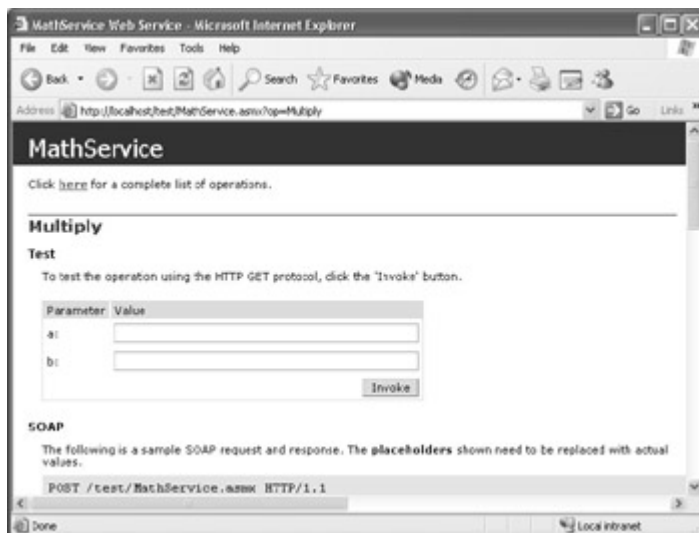 MathService Web Service - Microsoft Internet Explorer
File Edit View Favorites Tools Help
Back Search Favorites Media
Address http://localhost/test/MathService.asmx?op=Multiply Go Links »
MathService
Click here for a complete list of operations.
Multiply
Test
To test the operation using the HTTP GET protocol, click the 'Invoke' button.
Parameter Value
a:
b:
Invoke
SOAP
The following is a sample SOAP request and response. The placeholders shown need to be replaced with actual
values.
POST /test/MathService.asmx HTTP/1.1
Done Local intranet